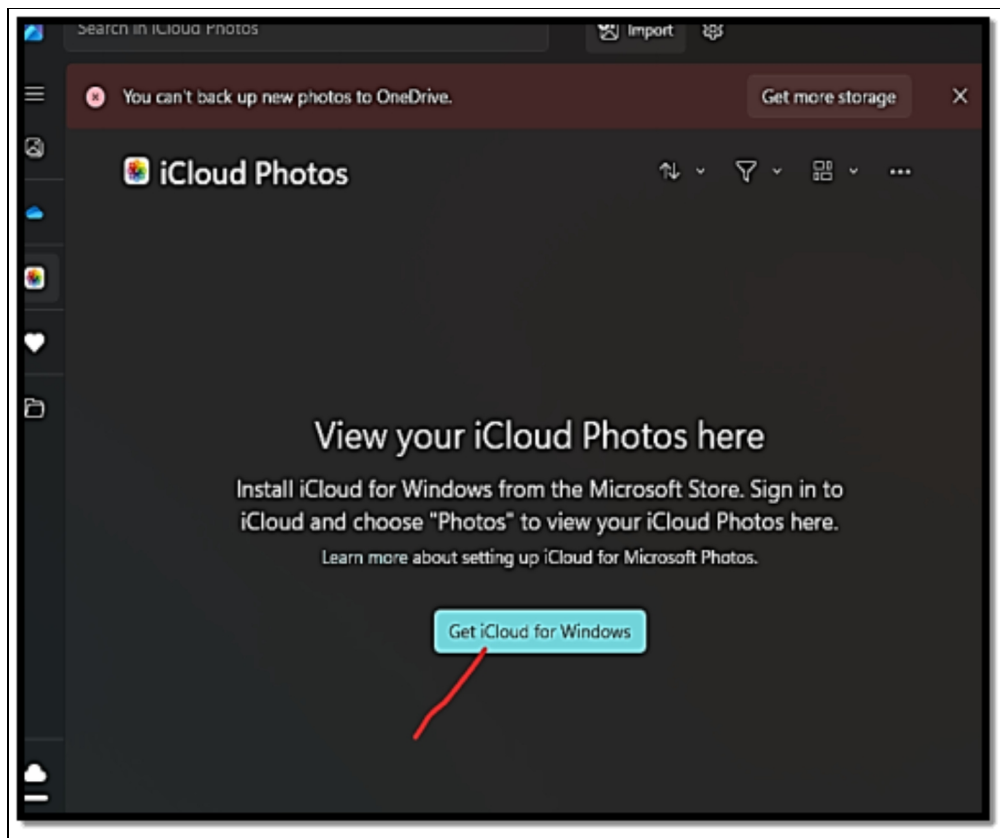 Search in iCloud Photos
Import
You can't back up new photos to OneDrive.
Get more storage
iCloud Photos
View your iCloud Photos here
Install iCloud for Windows from the Microsoft Store. Sign in to
iCloud and choose "Photos" to view your iCloud Photos here.
Learn more about setting up iCloud for Microsoft Photos.
Get iCloud for Windows